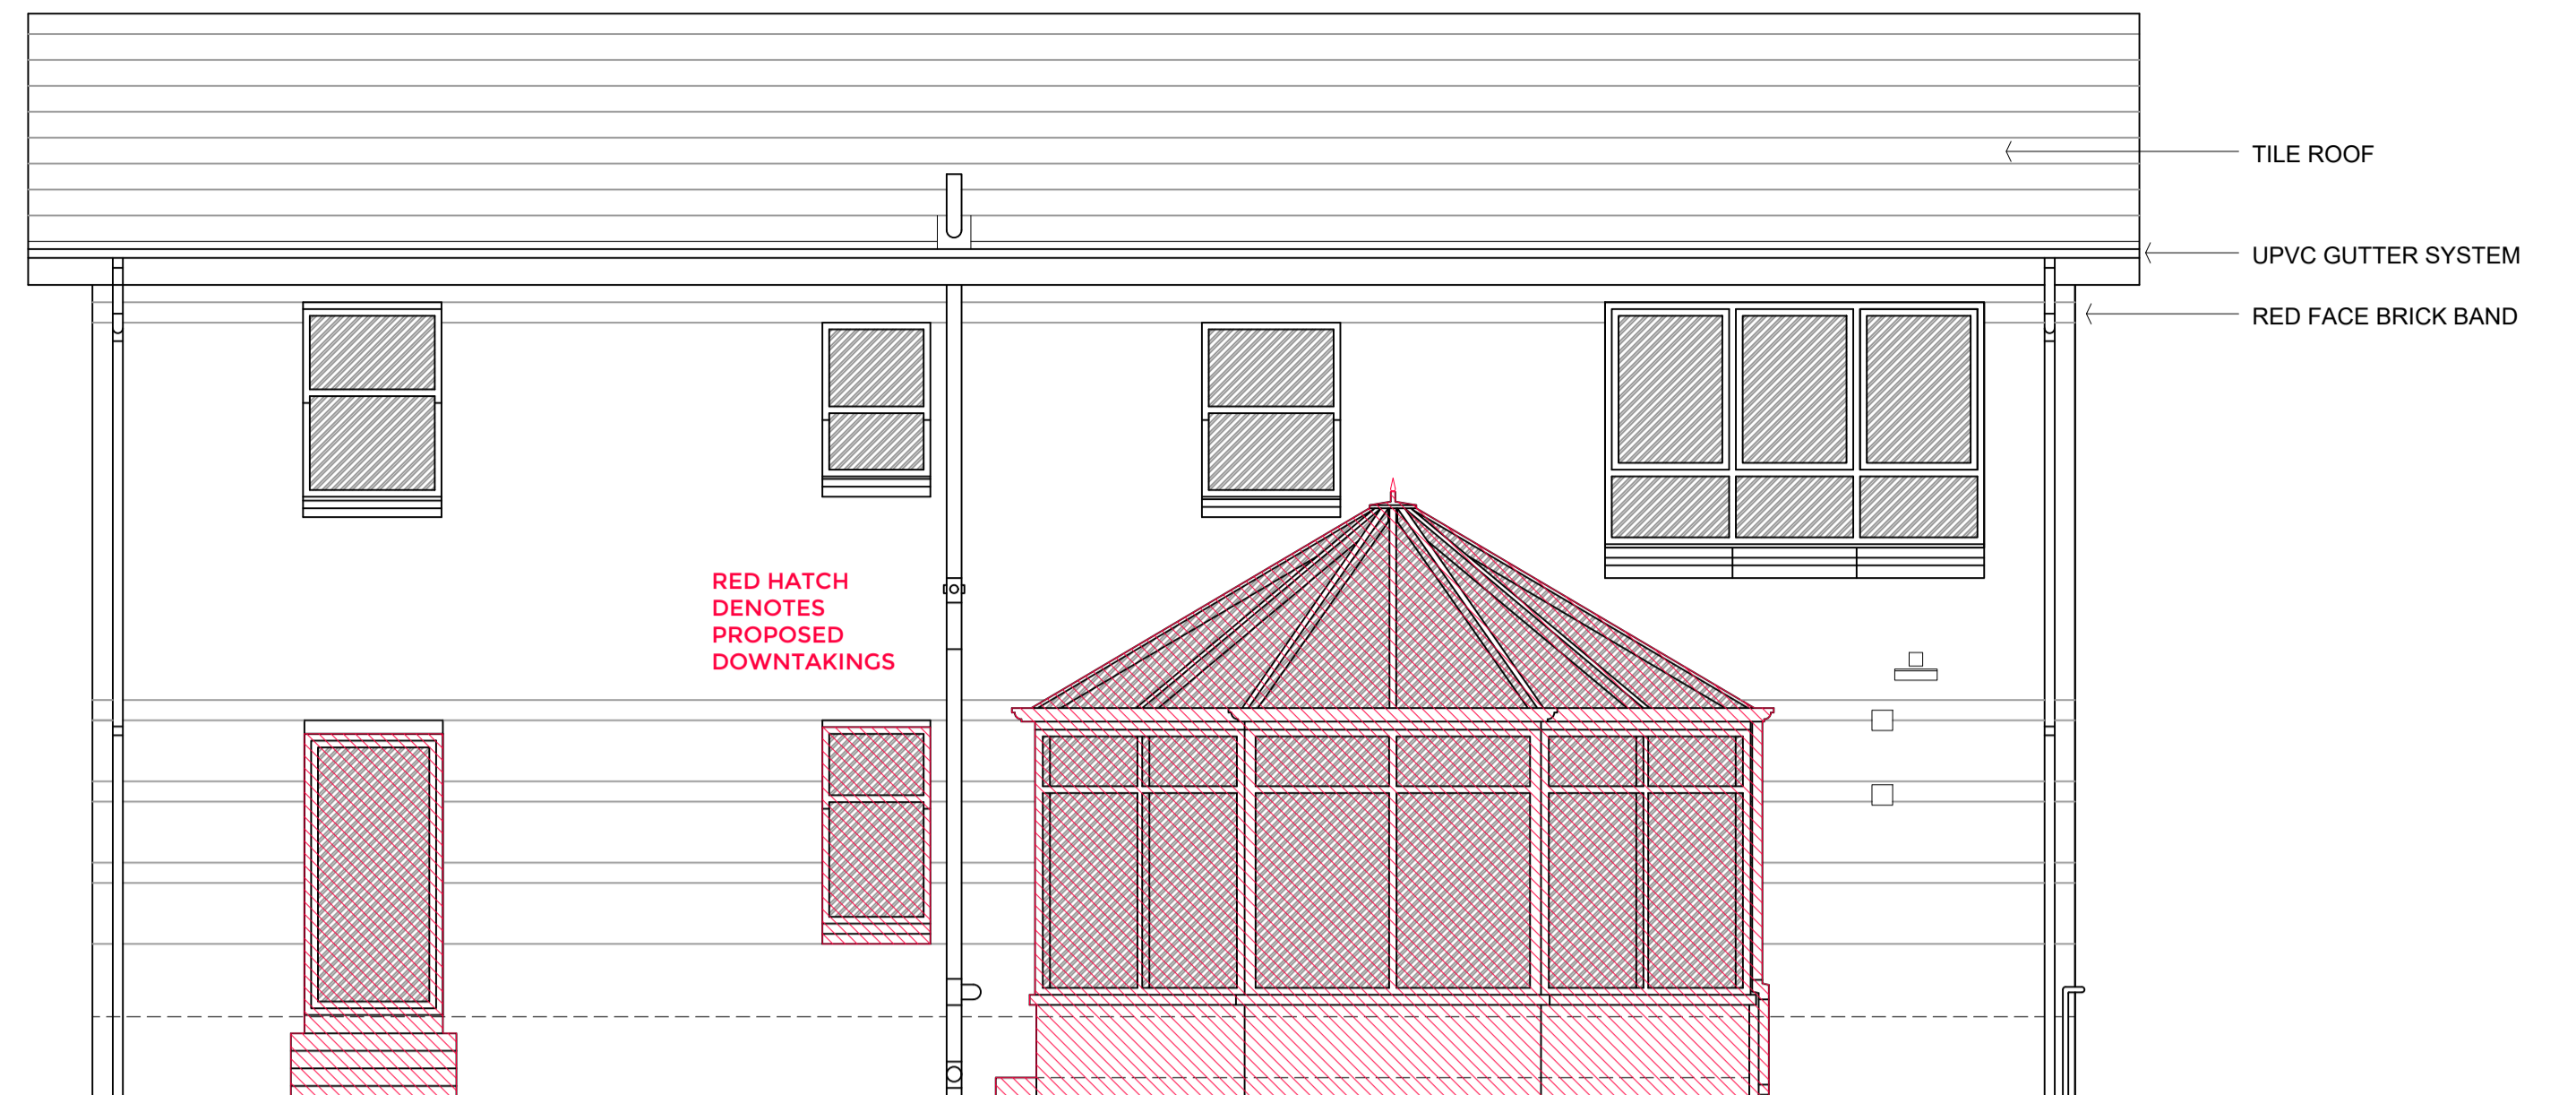 TILE ROOF
UPVC GUTTER SYSTEM
RED FACE BRICK BAND
RED HATCH
DENOTES
PROPOSED
DOWNTAKINGS